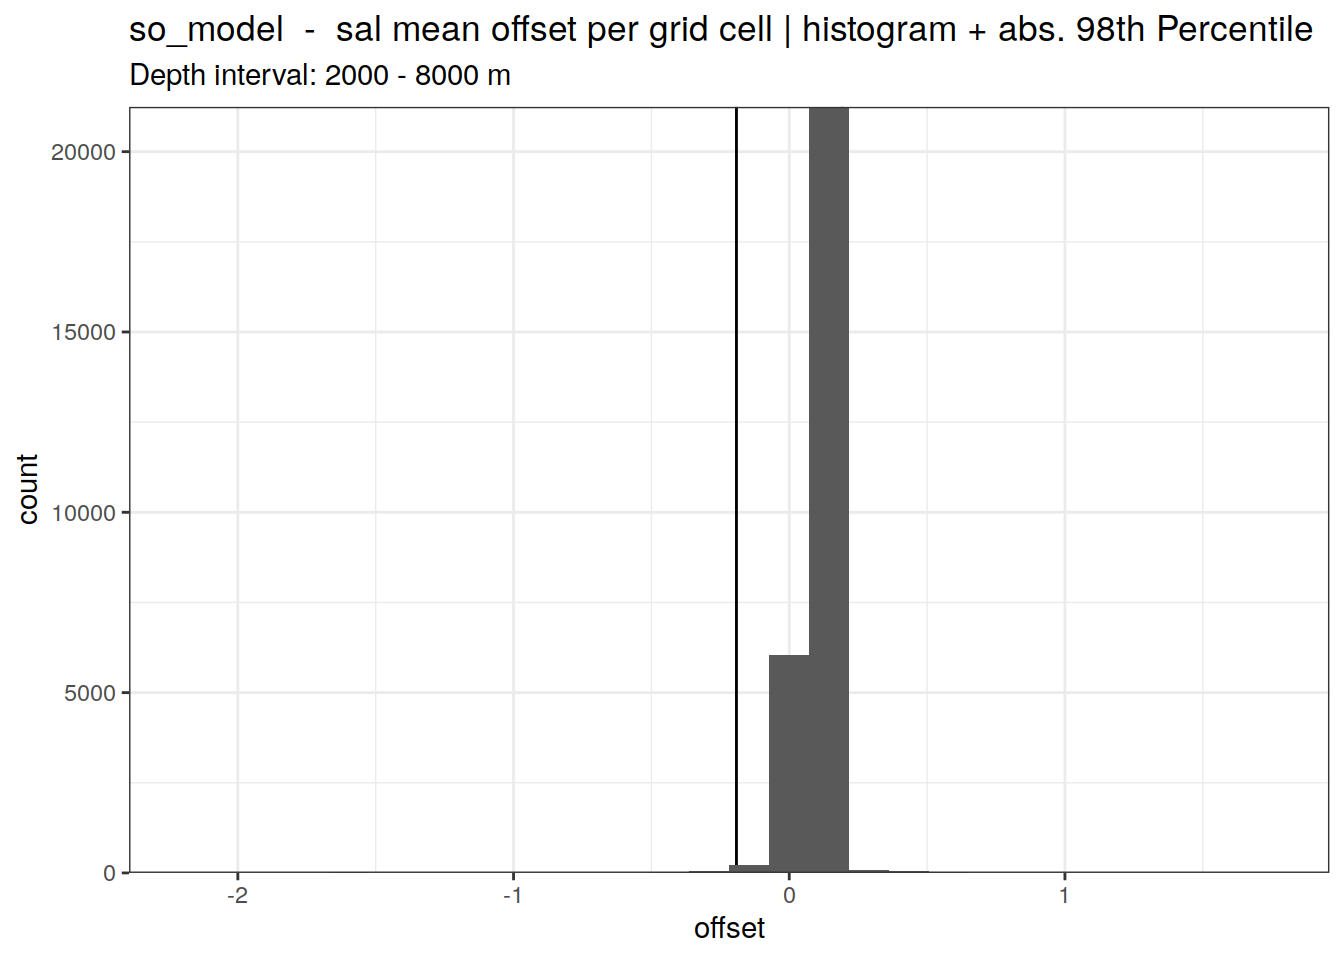 so_model  -  sal mean offset per grid cell | histogram + abs. 98th Percentile
Depth interval: 2000 - 8000 m
20000
15000
10000
5000
0
count
-2
-1
0
1
offset